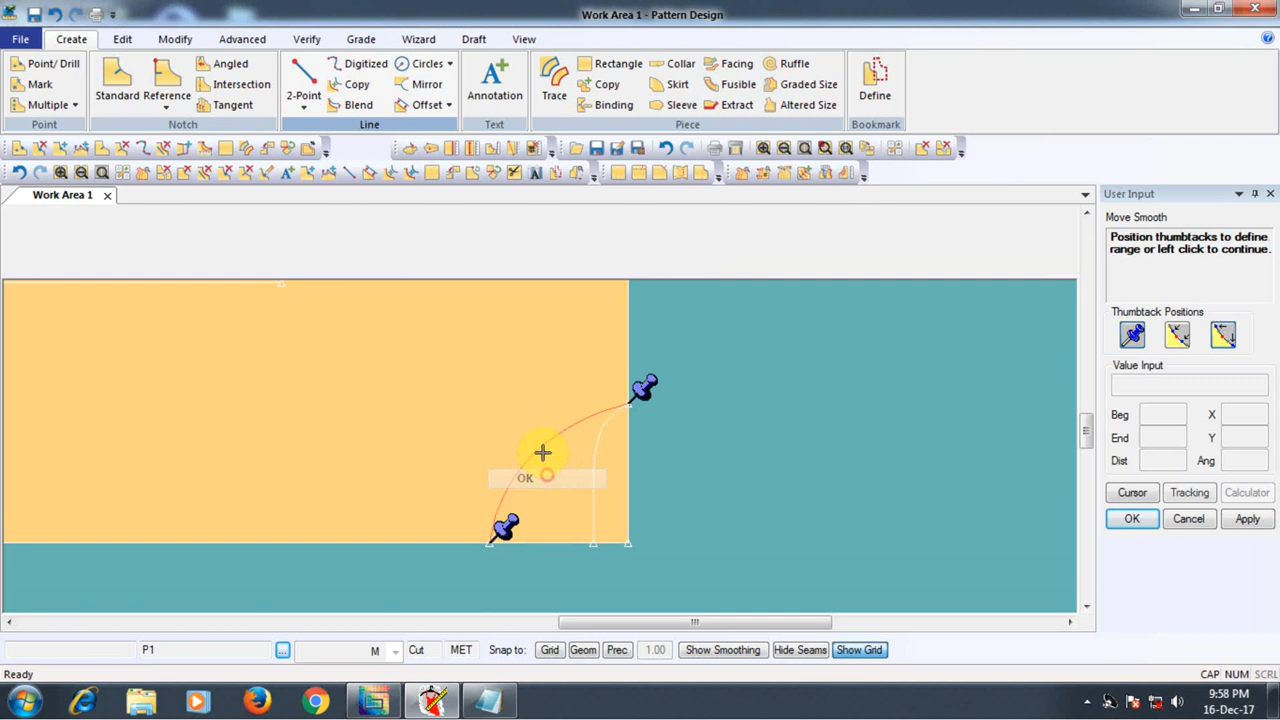 Work Area 1 - Pattern Design
File Create Edit Modify Advanced Verify Grade Wizard Draft View
Point/ Drill
Mark
Multiple
Point
Standard
Reference
Angled
Intersection
Tangent
Notch
2-Point
Digitized
Copy
Blend
Circles
Mirror
Offset
Line
Annotation
Text
Trace
Rectangle
Copy
Binding
Collar
Skirt
Sleeve
Facing
Fusible
Extract
Ruffle
Graded Size
Altered Size
Piece
Define
Bookmark
Work Area 1
OK
User Input
Move Smooth
Position thumbtacks to define
range or left click to continue.
Thumbtack Positions
Value Input
Beg X
End Y
Dist Ang
Cursor Tracking Calculator
OK Cancel Apply
P1 ... M Cut MET Snap to: Grid Geom Prec 1.00 Show Smoothing Hide Seams Show Grid
Ready
CAP NUM SCRL
9:58 PM
16-Dec-17